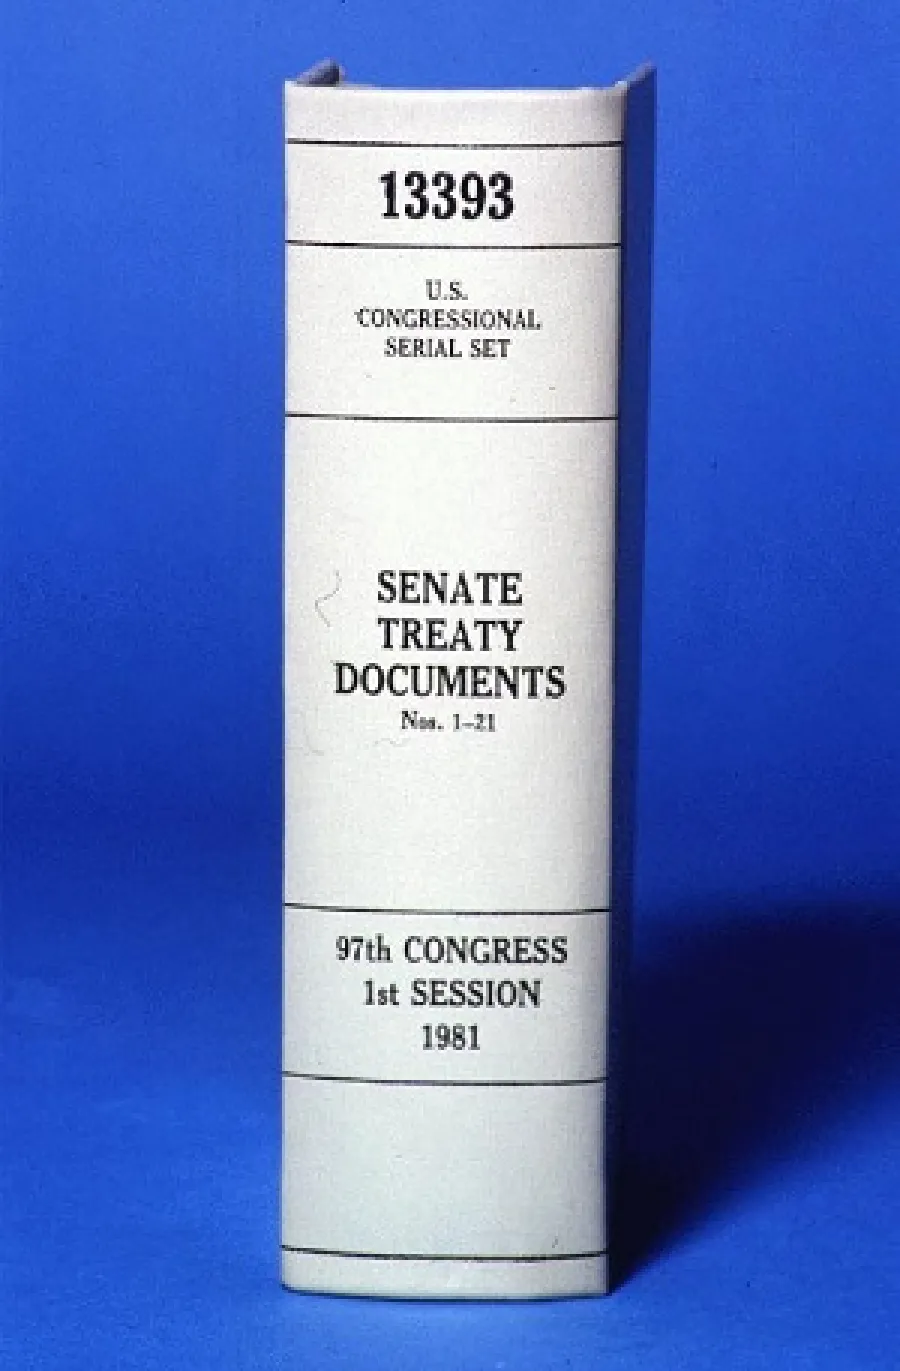 13393
U.S.
CONGRESSIONAL
SERIAL SET
SENATE
TREATY
DOCUMENTS
Nos. 1–21
97th CONGRESS
1st SESSION
1981